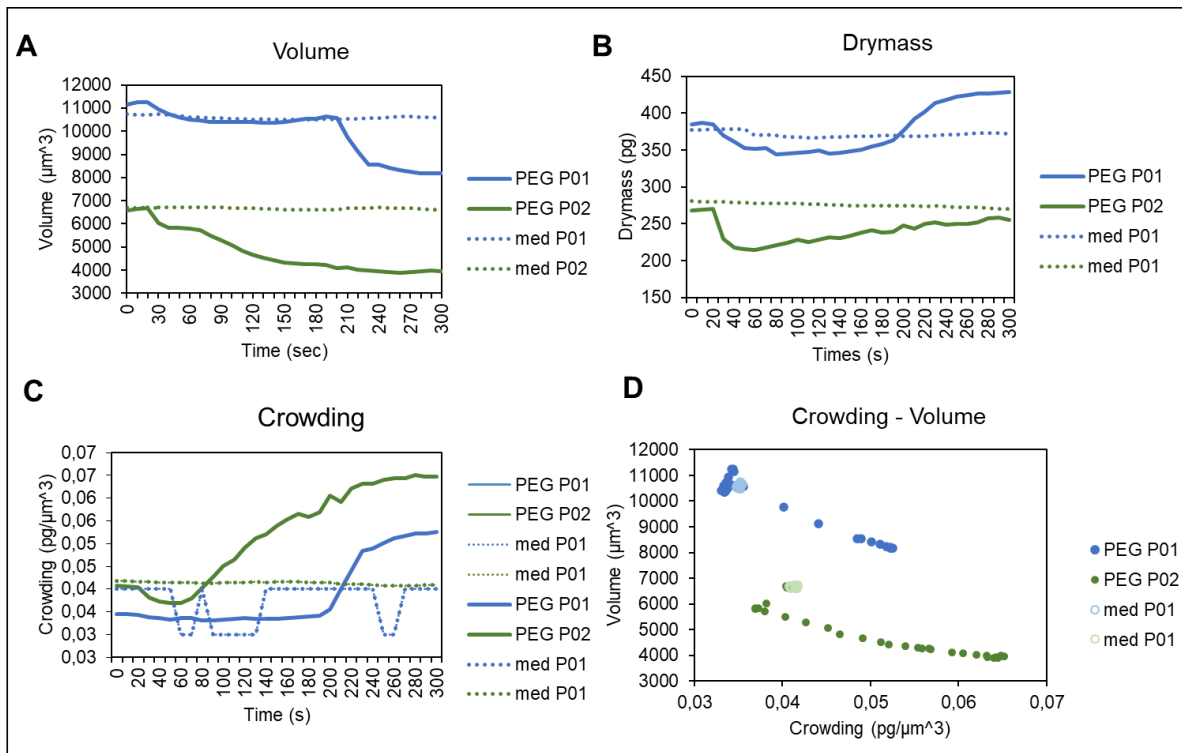 A
Volume
12000
11000
10000
9000
8000
7000
6000
5000
4000
3000
Volume (µm^3)
0
30
60
90
120
150
180
210
240
270
300
Time (sec)
PEG P01
PEG P02
med P01
med P02
B
Drymass
450
400
350
300
250
200
150
Drymass (pg)
0
20
40
60
80
100
120
140
160
180
200
220
240
260
280
300
Times (s)
PEG P01
PEG P02
med P01
med P01
C
Crowding
0,07
0,07
0,06
0,06
0,05
0,05
0,04
0,04
0,03
0,03
Crowding (pg/µm^3)
0
20
40
60
80
100
120
140
160
180
200
220
240
260
280
300
Time (s)
PEG P01
PEG P02
med P01
med P01
PEG P01
PEG P02
med P01
med P01
D
Crowding - Volume
12000
11000
10000
9000
8000
7000
6000
5000
4000
3000
Volume (µm^3)
0,03
0,04
0,05
0,06
0,07
Crowding (pg/µm^3)
PEG P01
PEG P02
med P01
med P01